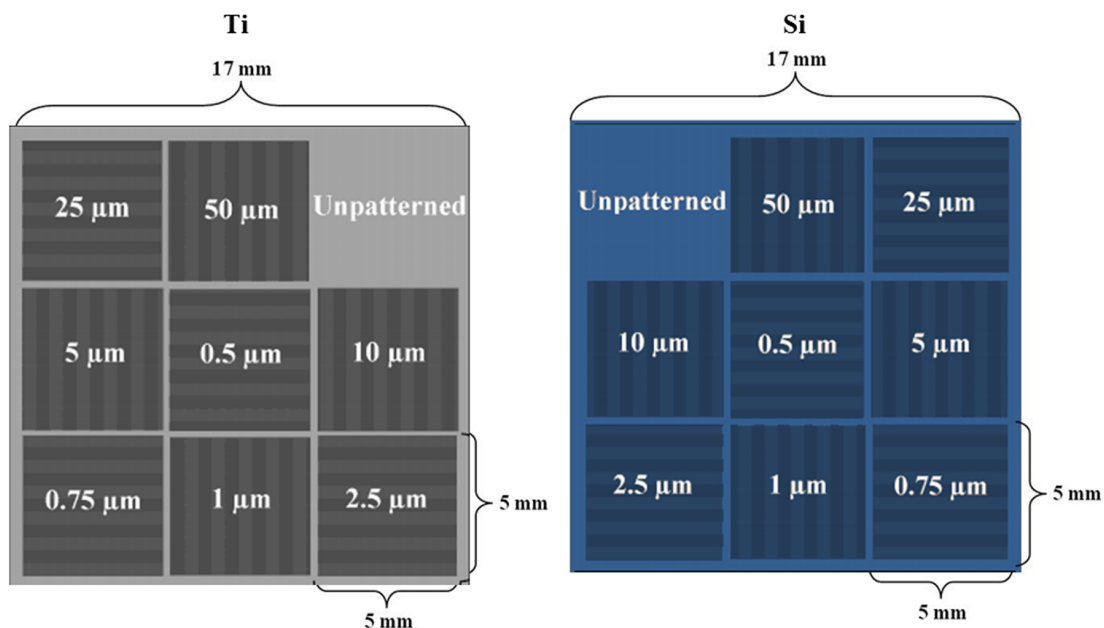 Ti
17 mm
25 µm
50 µm
Unpatterned
5 µm
0.5 µm
10 µm
0.75 µm
1 µm
2.5 µm
5 mm
5 mm
Si
17 mm
Unpatterned
50 µm
25 µm
10 µm
0.5 µm
5 µm
2.5 µm
1 µm
0.75 µm
5 mm
5 mm